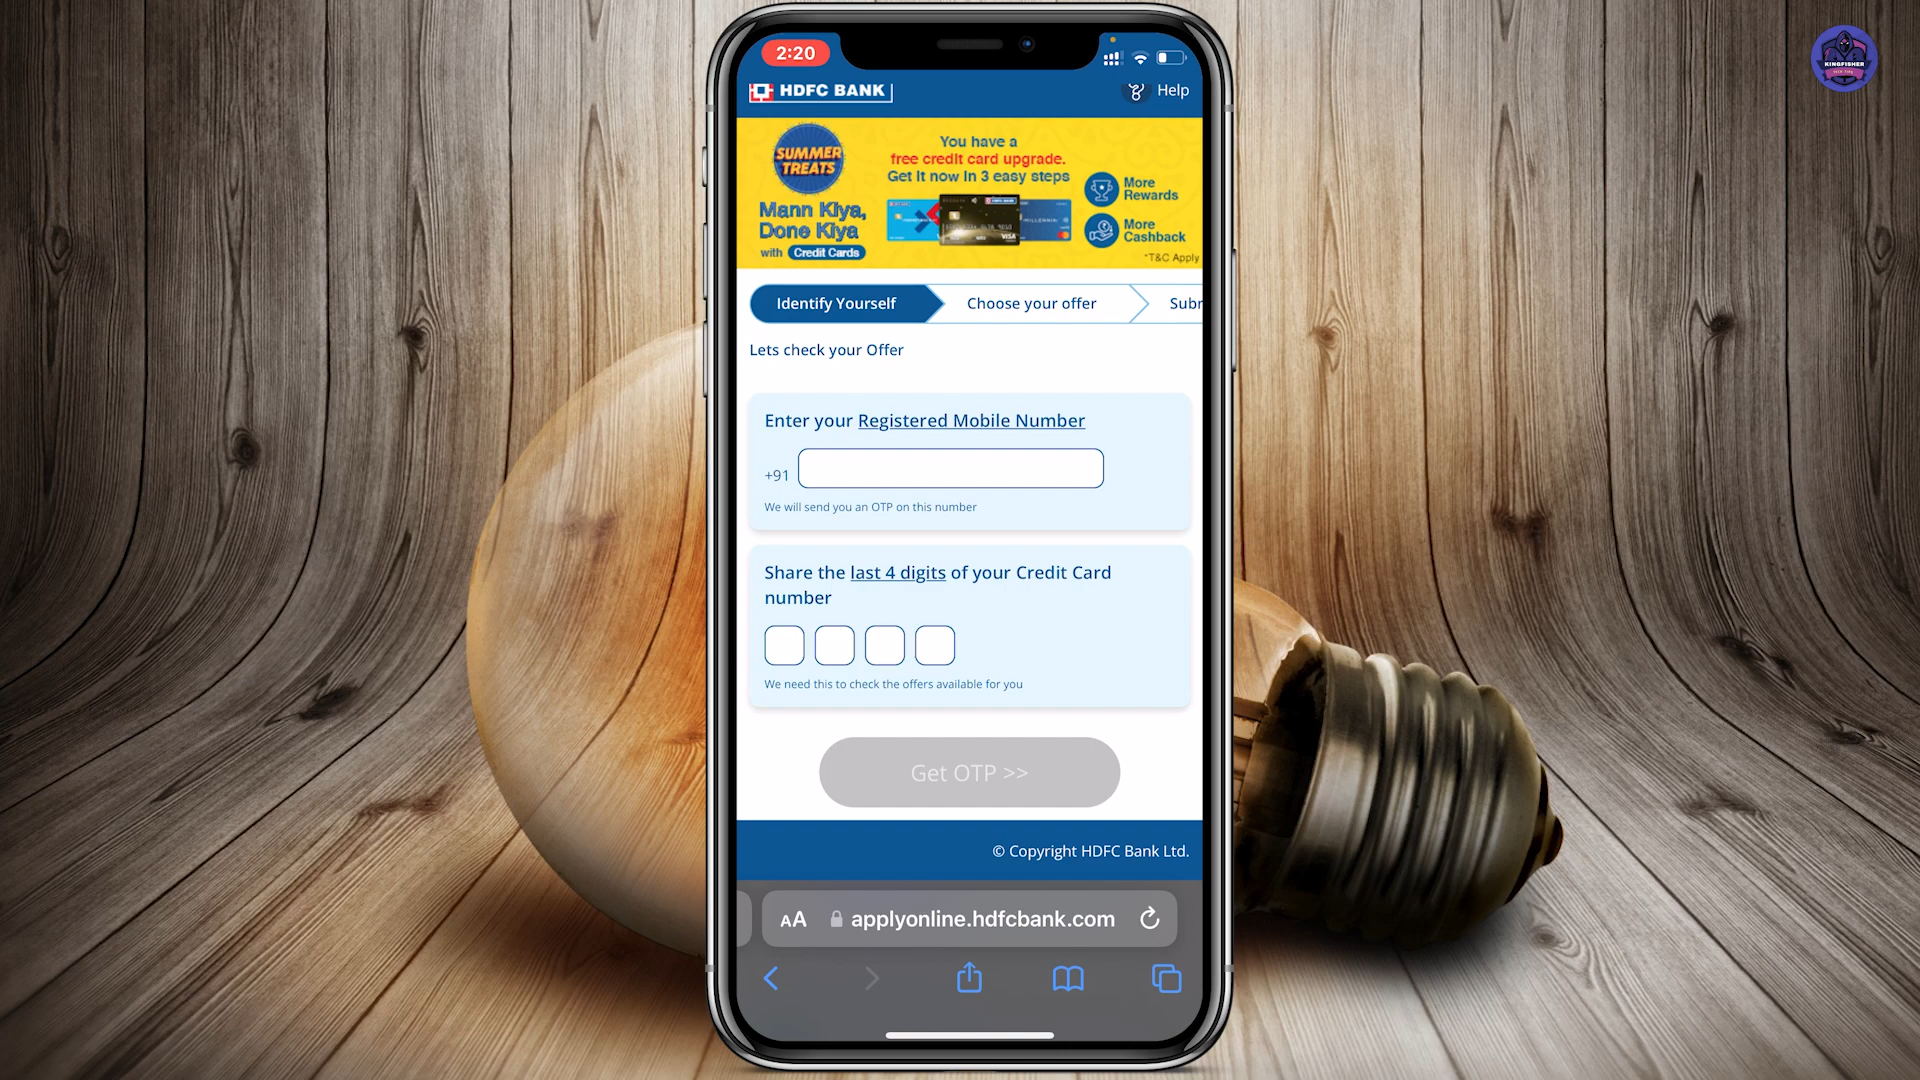 2:20
HDFC BANK
Help
SUMMER
TREATS
Mann Kiya,
Done Kiya
with Credit Cards
You have a
free credit card upgrade.
Get it now in 3 easy steps
More
Rewards
More
Cashback
*T&C Apply
Identify Yourself
Choose your offer
Subm
Lets check your Offer
Enter your Registered Mobile Number
+91
We will send you an OTP on this number
Share the last 4 digits of your Credit Card
number
We need this to check the offers available for you
Get OTP >>
© Copyright HDFC Bank Ltd.
AA
applyonline.hdfcbank.com
KINGFISHER